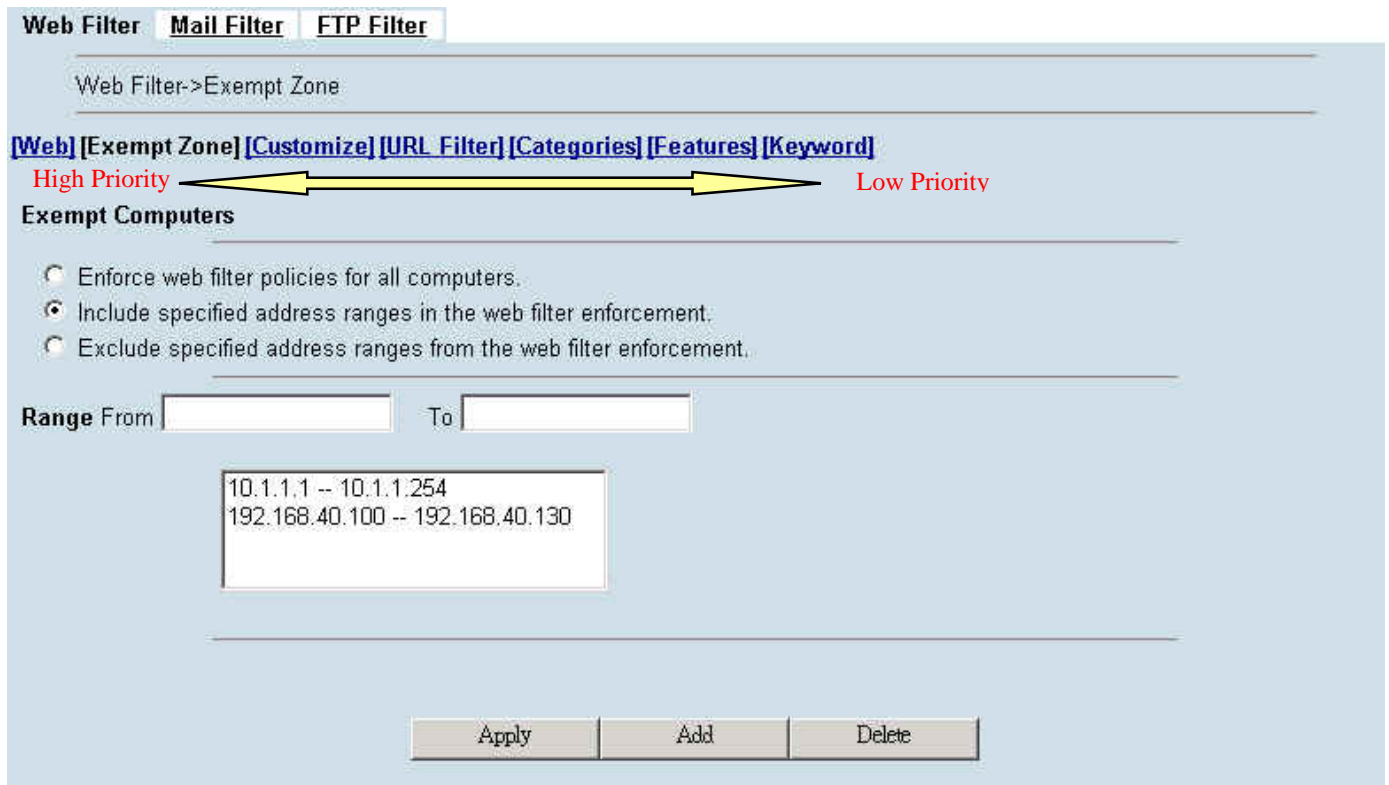 Web Filter Mail Filter FTP Filter
Web Filter->Exempt Zone
[Web] [Exempt Zone] [Customize] [URL Filter] [Categories] [Features] [Keyword]
High Priority Low Priority
Exempt Computers
Enforce web filter policies for all computers.
Include specified address ranges in the web filter enforcement.
Exclude specified address ranges from the web filter enforcement.
Range From To
10.1.1.1 -- 10.1.1.254
192.168.40.100 -- 192.168.40.130
Apply Add Delete